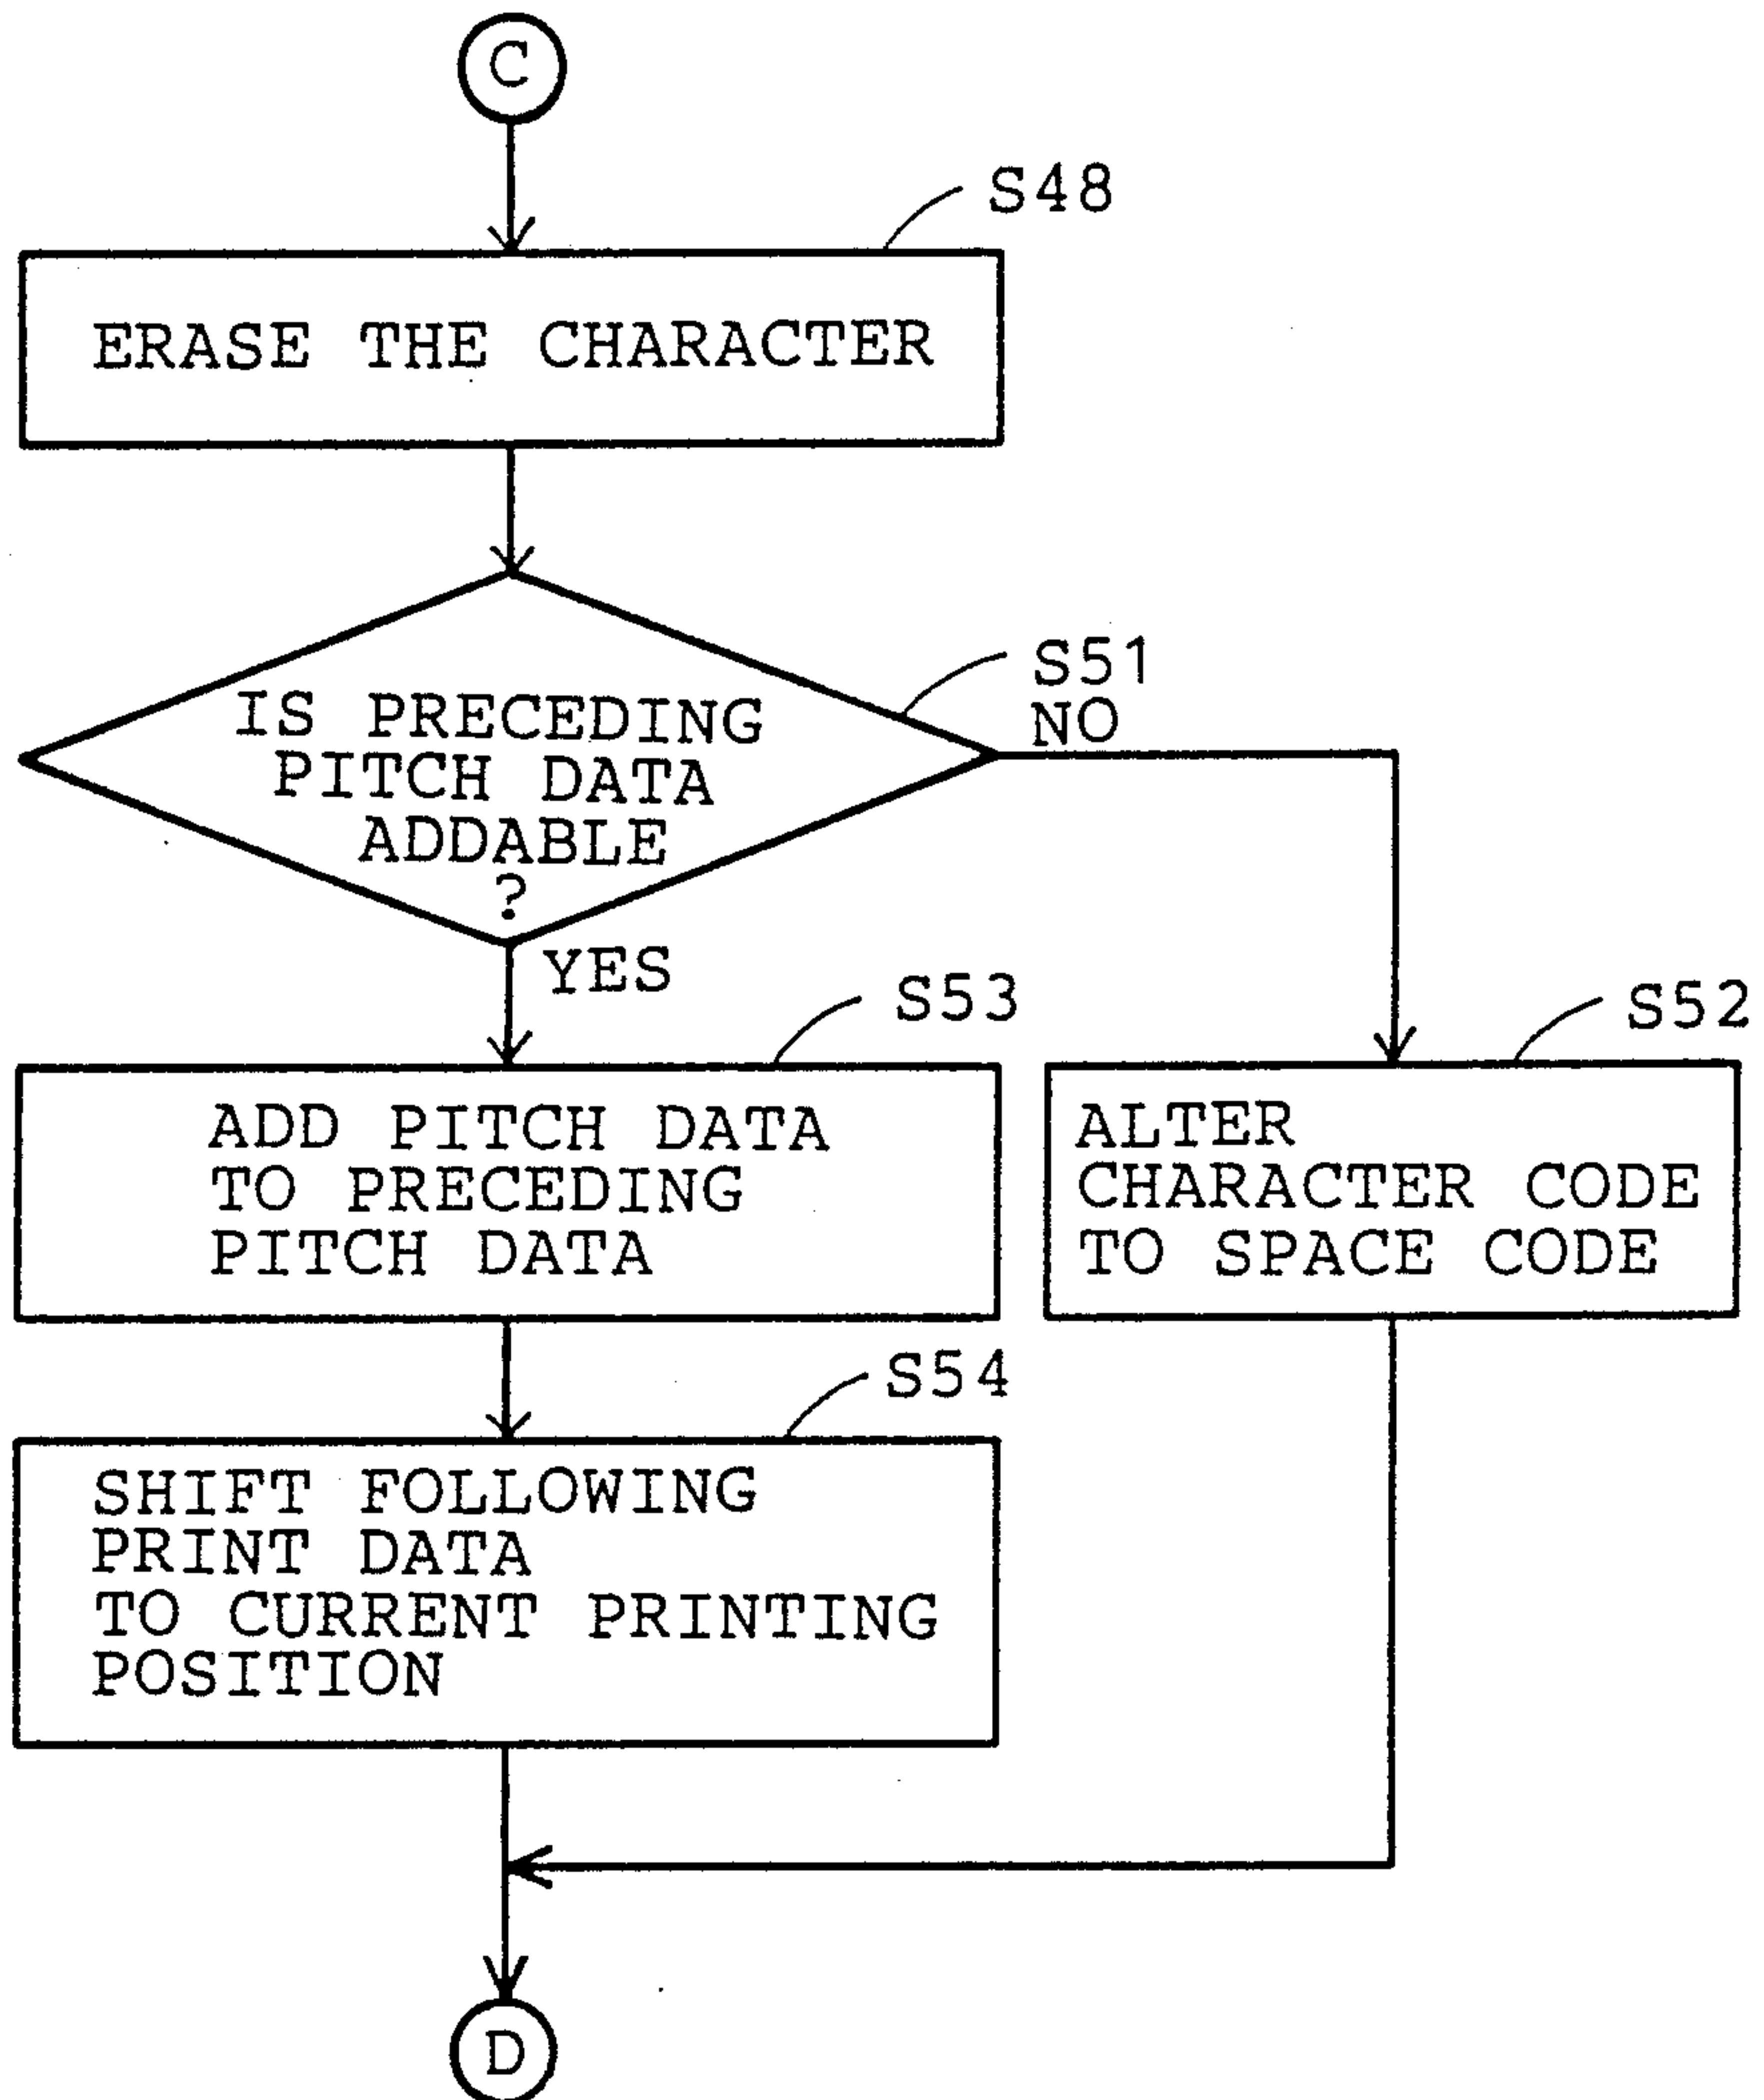 C
S48
ERASE THE CHARACTER
S51
NO
IS PRECEDING
PITCH DATA
ADDABLE
?
YES
S53
S52
ADD PITCH DATA
TO PRECEDING
PITCH DATA
ALTER
CHARACTER CODE
TO SPACE CODE
S54
SHIFT FOLLOWING
PRINT DATA
TO CURRENT PRINTING
POSITION
D